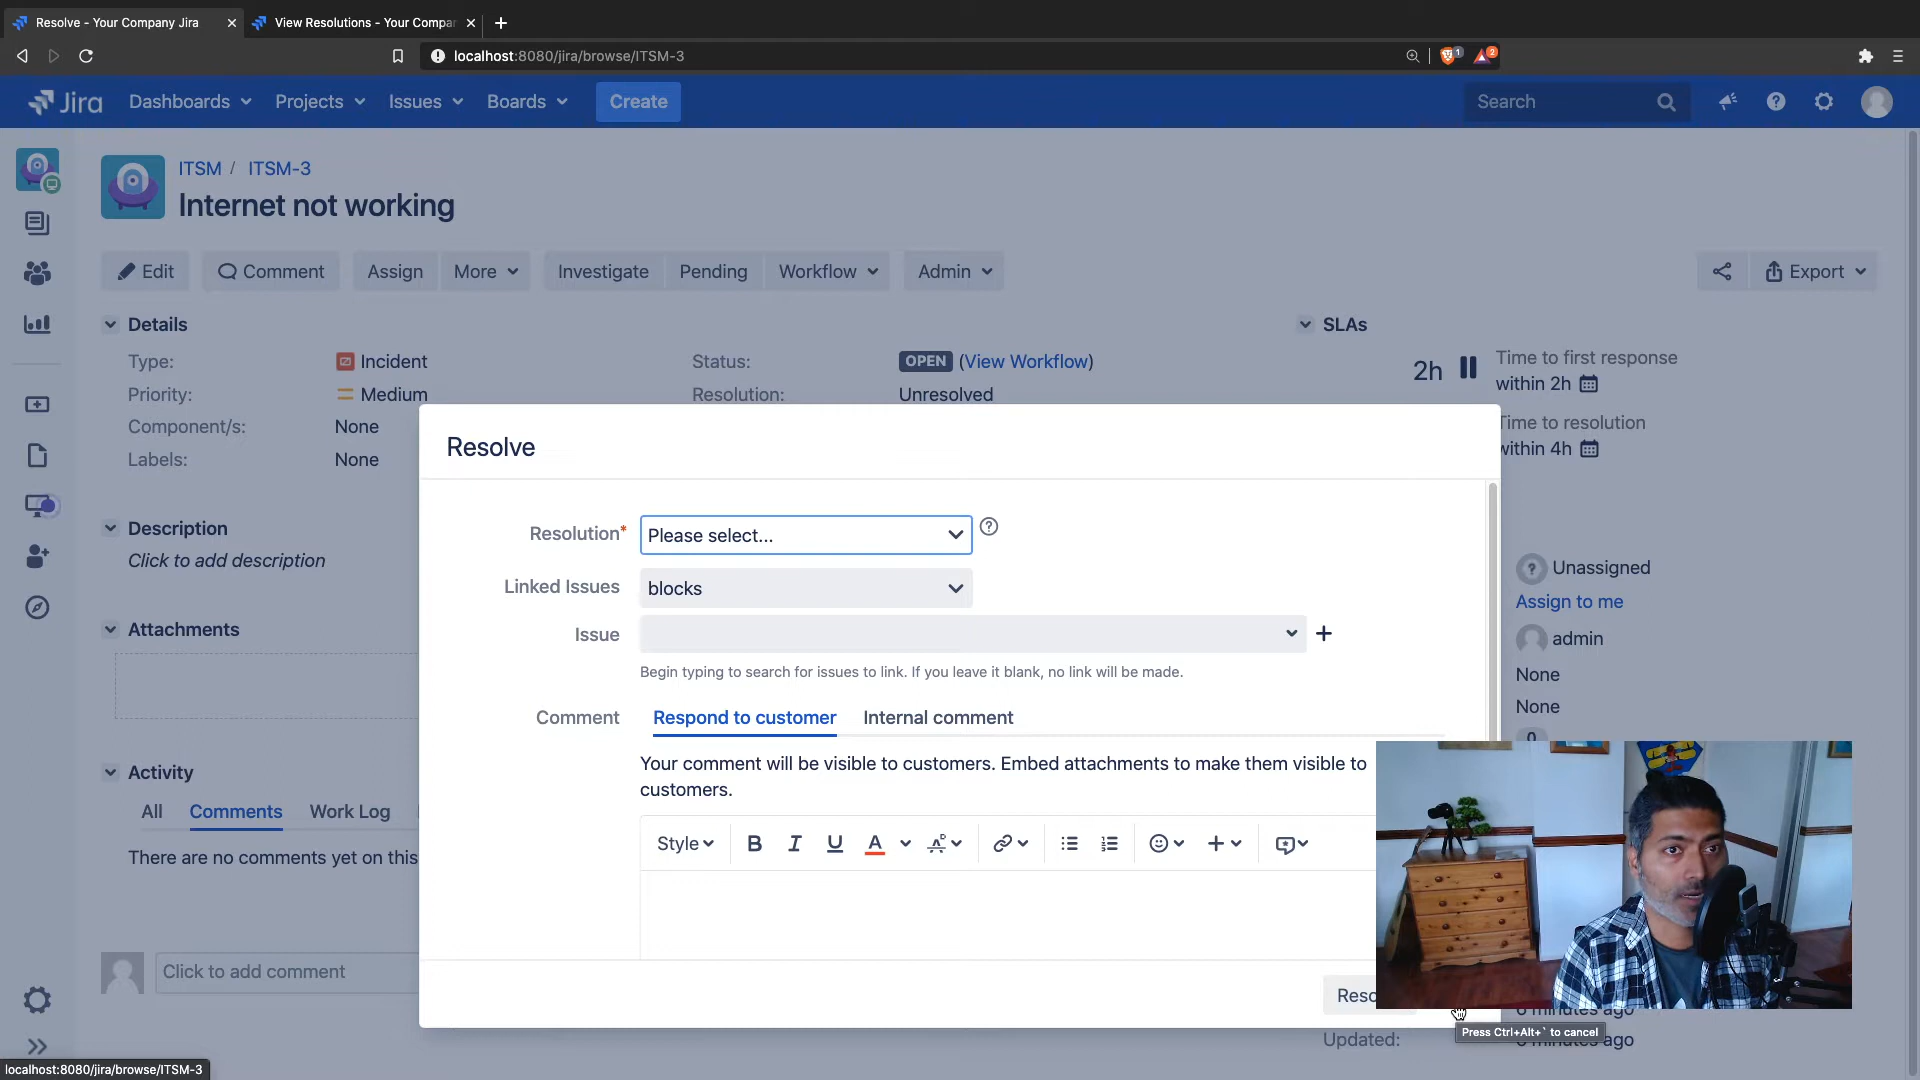 Resolve - Your Company Jira
View Resolutions - Your Compa
localhost:8080/jira/browse/ITSM-3
1
2
Jira
Dashboards
Projects
Issues
Boards
Create
Search
ITSM / ITSM-3
Internet not working
Edit
Comment
Assign
More
Investigate
Pending
Workflow
Admin
Export
Details
Type: Incident
Status: OPEN (View Workflow)
Priority: Medium
Resolution: Unresolved
Component/s: None
Labels: None
SLAs
2h
Time to first response
within 2h
Time to resolution
within 4h
Description
Click to add description
Attachments
Activity
All
Comments
Work Log
There are no comments yet on this
Click to add comment
Resolve
Resolution*
Please select...
Linked Issues
blocks
Issue
Begin typing to search for issues to link. If you leave it blank, no link will be made.
Comment
Respond to customer
Internal comment
Your comment will be visible to customers. Embed attachments to make them visible to
customers.
Style
B I U A
Unassigned
Assign to me
admin
None
None
0
Press Ctrl+Alt+` to cancel
Updated:
localhost:8080/jira/browse/ITSM-3